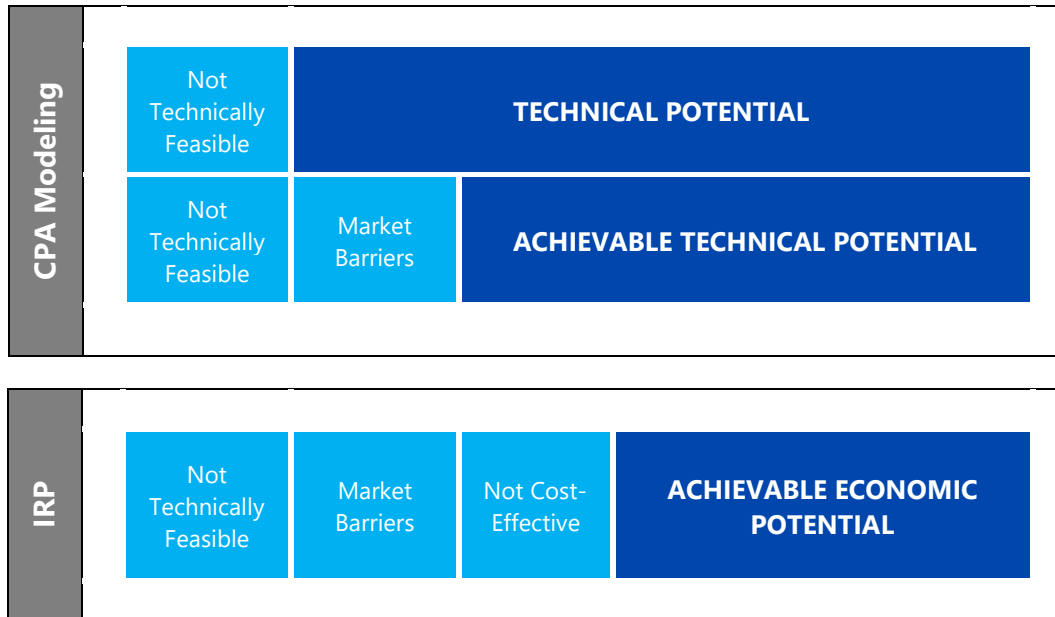 CPA Modeling
Not
Technically
Feasible
TECHNICAL POTENTIAL
Not
Technically
Feasible
Market
Barriers
ACHIEVABLE TECHNICAL POTENTIAL
IRP
Not
Technically
Feasible
Market
Barriers
Not Cost-
Effective
ACHIEVABLE ECONOMIC
POTENTIAL